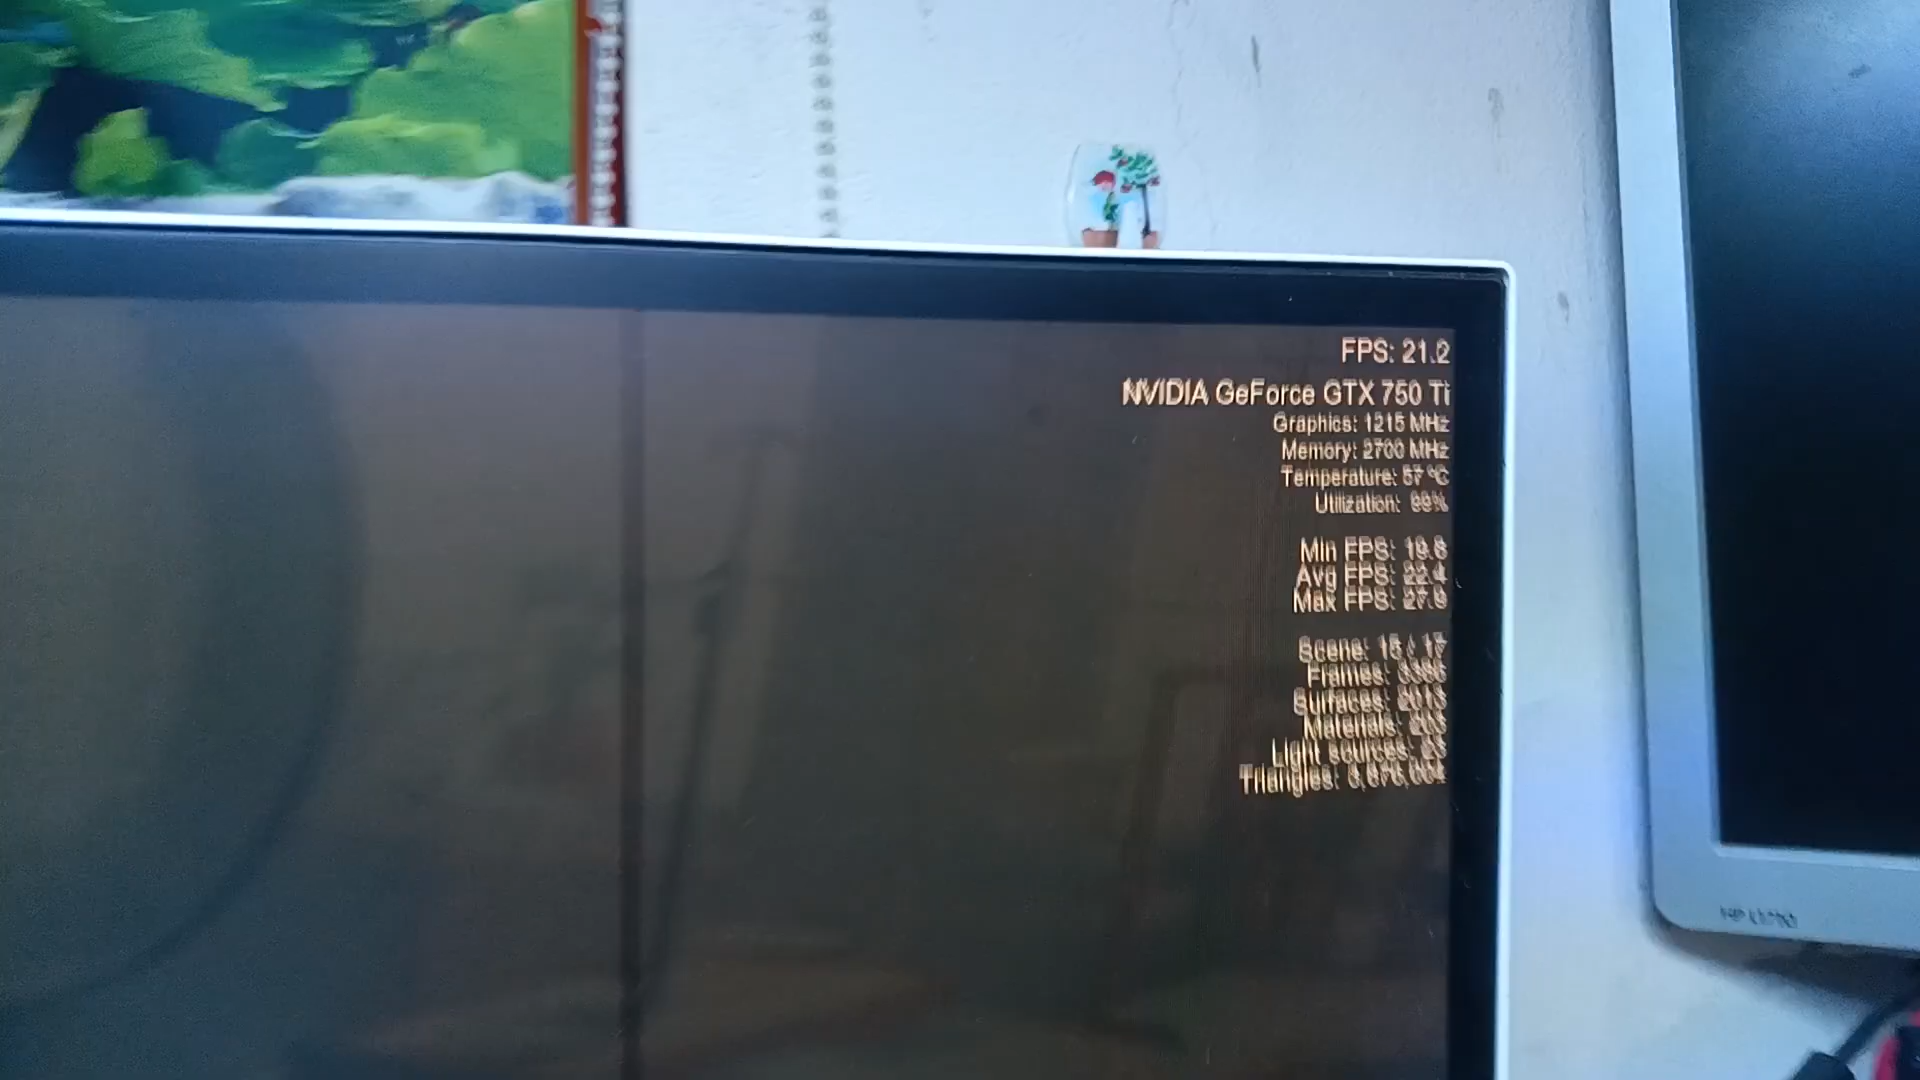 FPS: 21.2
NVIDIA GeForce GTX 750 Ti
Graphics: 1215 MHz
Memory: 2700 MHz
Temperature: 57 °C
Utilization: 99%
Min FPS: 19.8
Avg FPS: 22.4
Max FPS: 27.9
Scene: 15 / 17
Frames:
Surfaces:
Materials:
Light sources:
Triangles:
HP